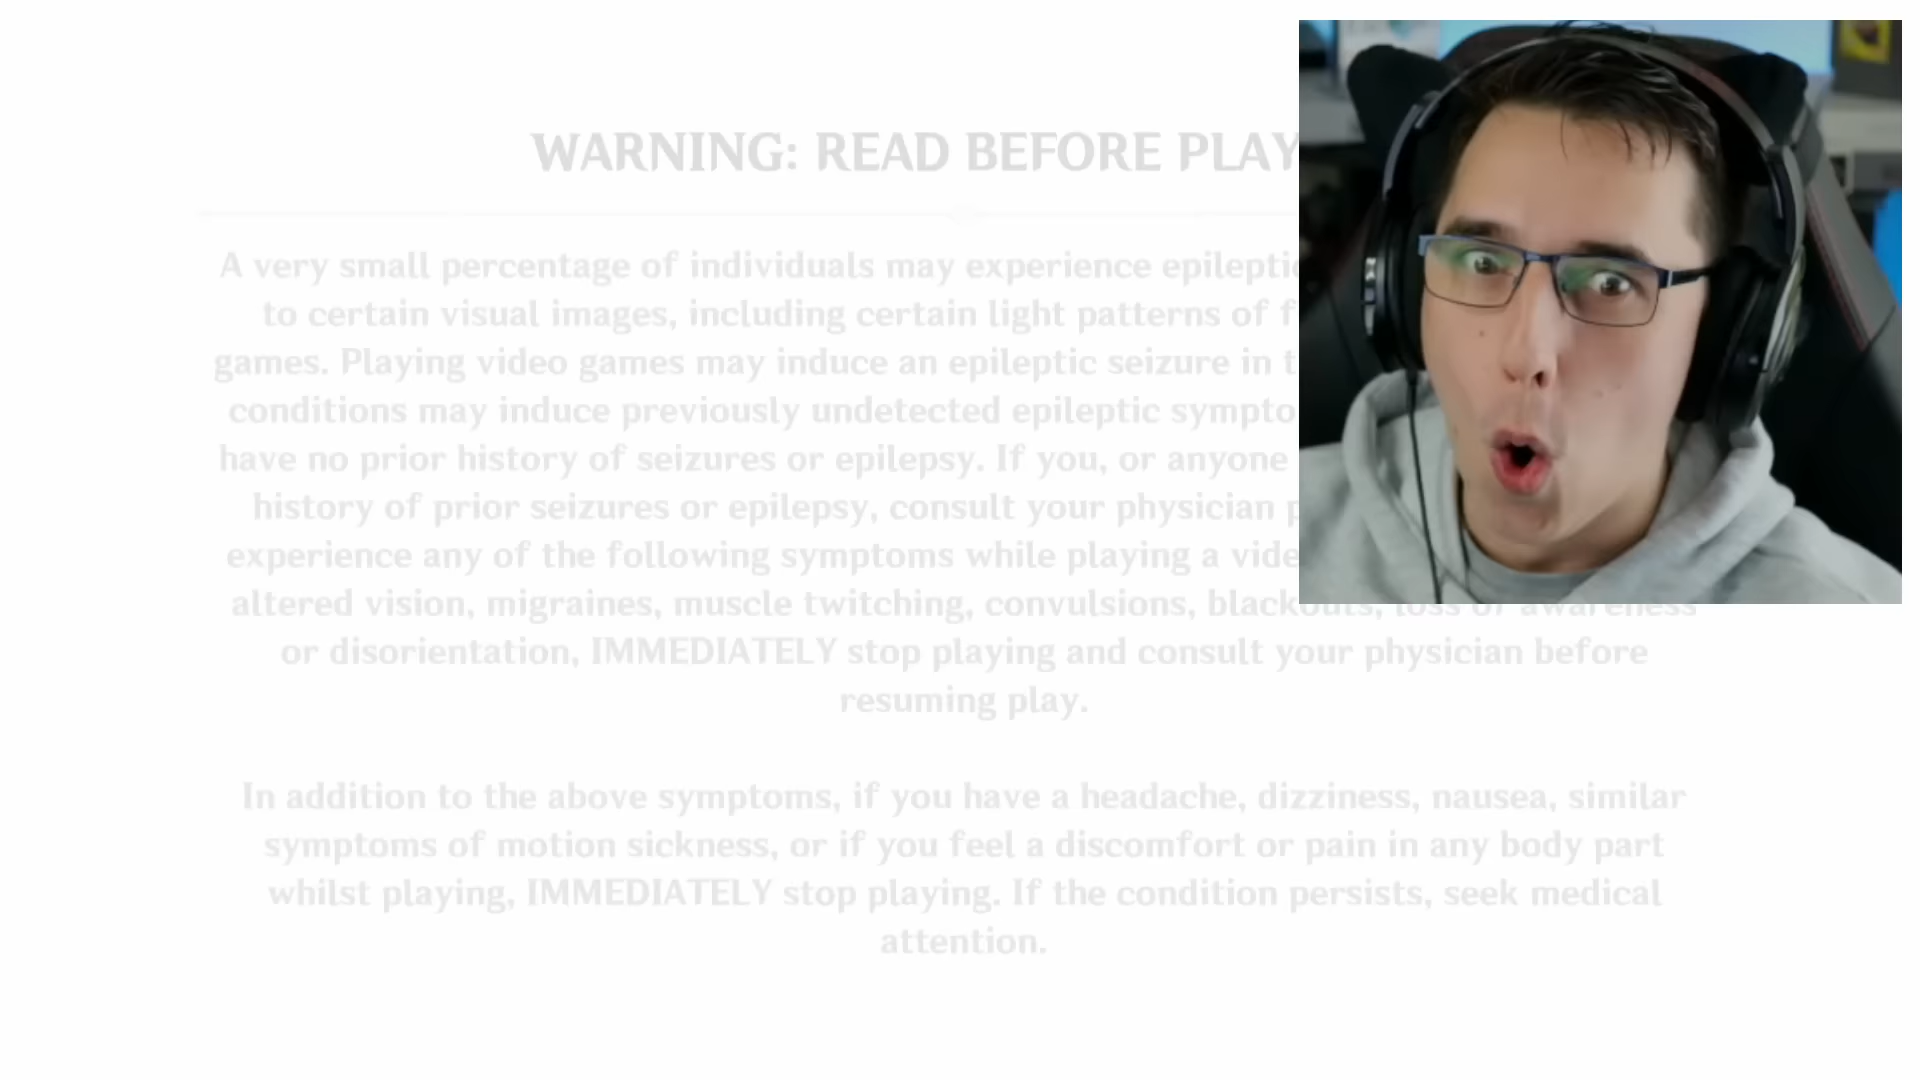 WARNING: READ BEFORE PLAY
A very small percentage of individuals may experience
to certain visual images, including certain light patterns of
games. Playing video games may induce an epileptic seizure in
conditions may induce previously undetected epileptic
have no prior history of seizures or epilepsy. If you, or anyone
history of prior seizures or epilepsy, consult your physician
experience any of the following symptoms while playing a
altered vision, migraines, muscle twitching, convulsions, blackouts, loss of awareness
or disorientation, IMMEDIATELY stop playing and consult your physician before
resuming play.
In addition to the above symptoms, if you have a headache, dizziness, nausea, similar
symptoms of motion sickness, or if you feel a discomfort or pain in any body part
whilst playing, IMMEDIATELY stop playing. If the condition persists, seek medical
attention.